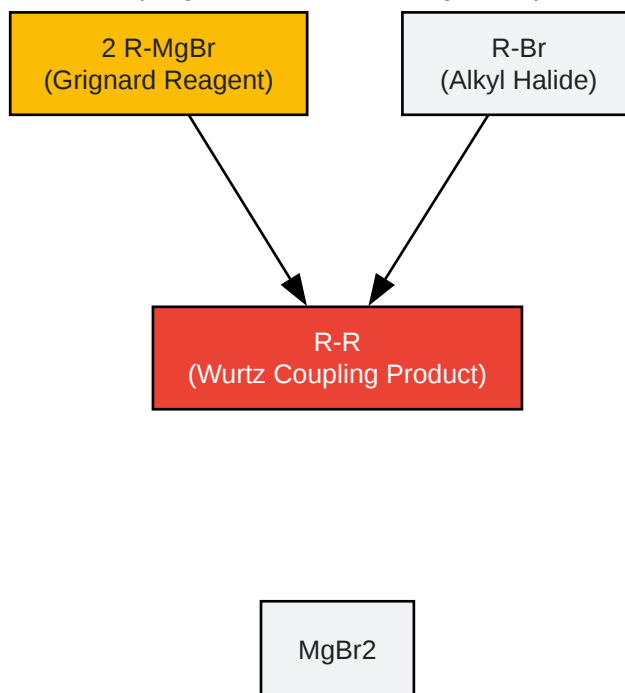 2 R-MgBr
(Grignard Reagent)
R-Br
(Alkyl Halide)
R-R
(Wurtz Coupling Product)
MgBr2